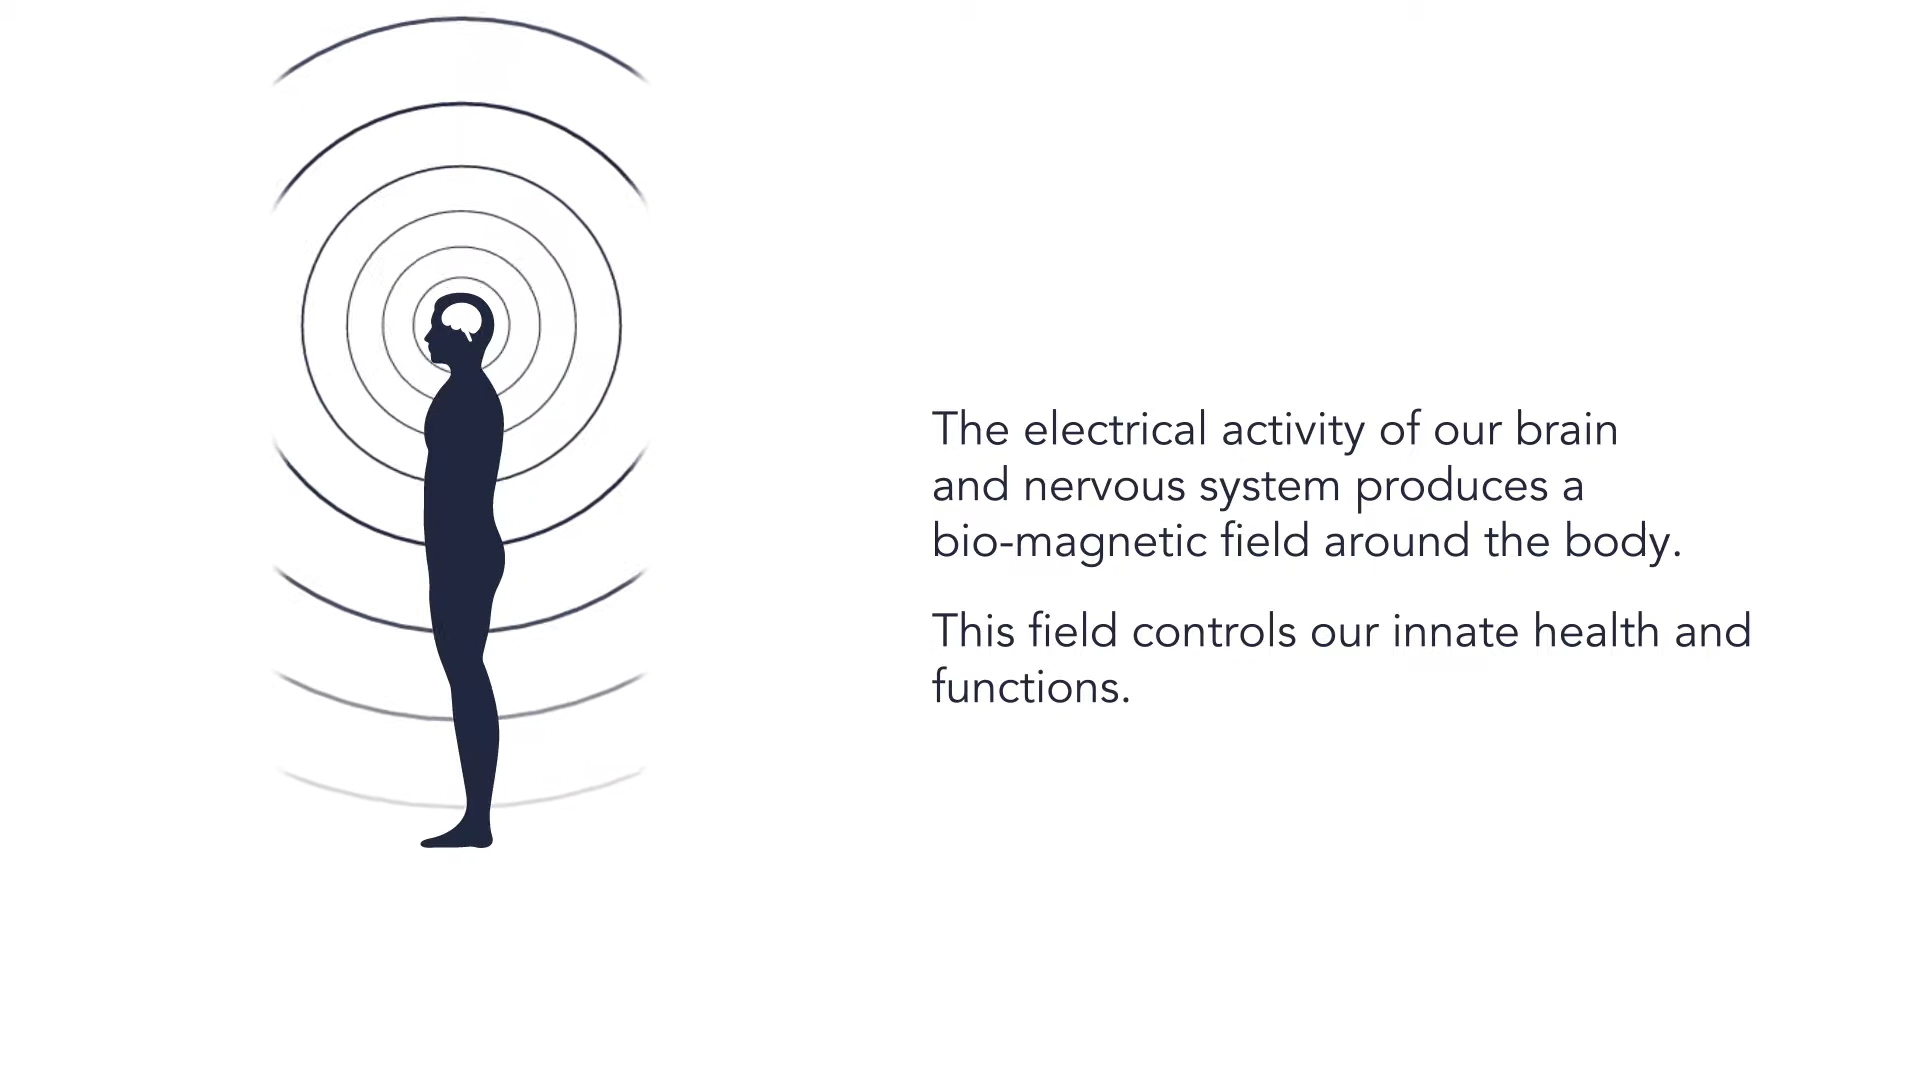 The electrical activity of our brain
and nervous system produces a
bio-magnetic field around the body.
This field controls our innate health and
functions.